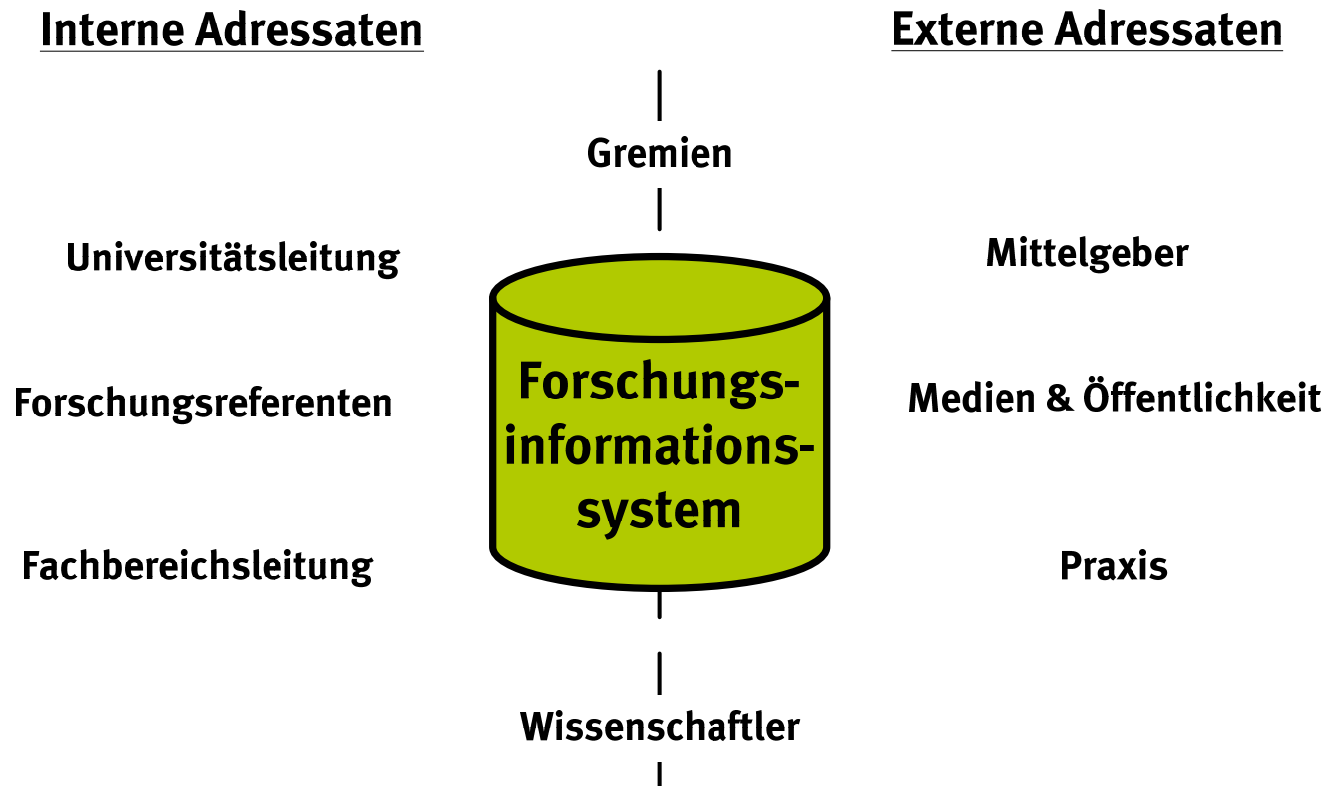 Interne Adressaten
Externe Adressaten
Gremien
Universitätsleitung
Mittelgeber
Forschungs-
informations-
system
Forschungsreferenten
Medien & Öffentlichkeit
Fachbereichsleitung
Praxis
Wissenschaftler